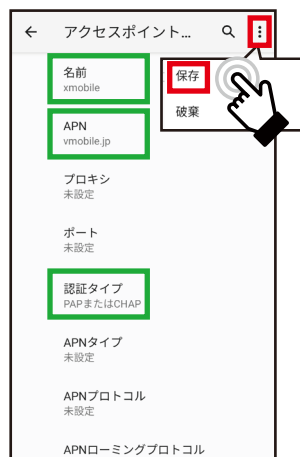 アクセスポイント...
保存
破棄
名前
xmobile
APN
vmobile.jp
プロキシ
未設定
ポート
未設定
認証タイプ
PAPまたはCHAP
APNタイプ
未設定
APNプロトコル
未設定
APNローミングプロトコル